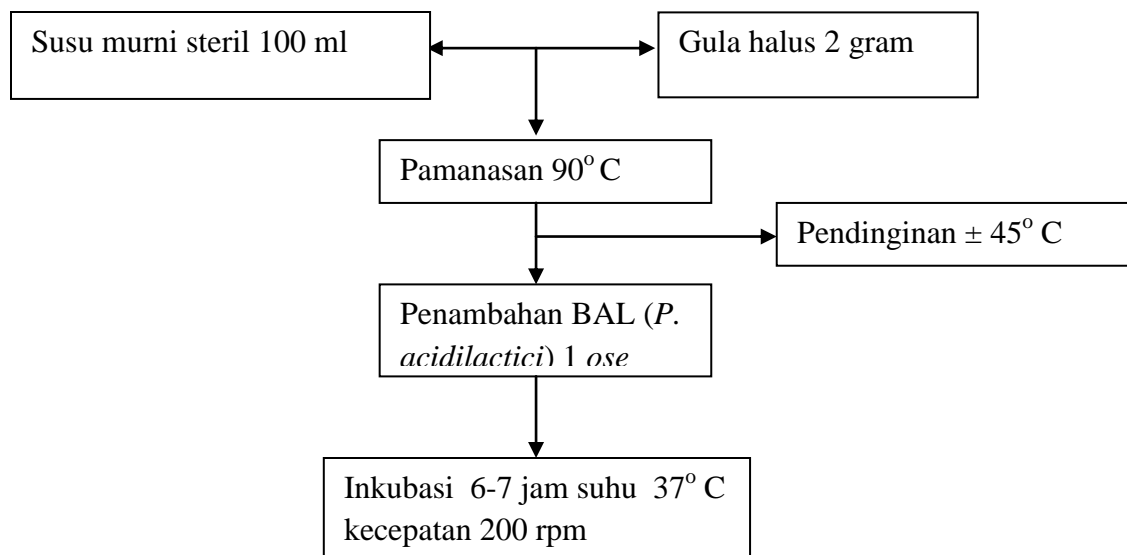 Susu murni steril 100 ml
Gula halus 2 gram
Pamanasan 90° C
Pendinginan ± 45° C
Penambahan BAL (P.
acidilactici) 1 ose
Inkubasi 6-7 jam suhu 37° C
kecepatan 200 rpm